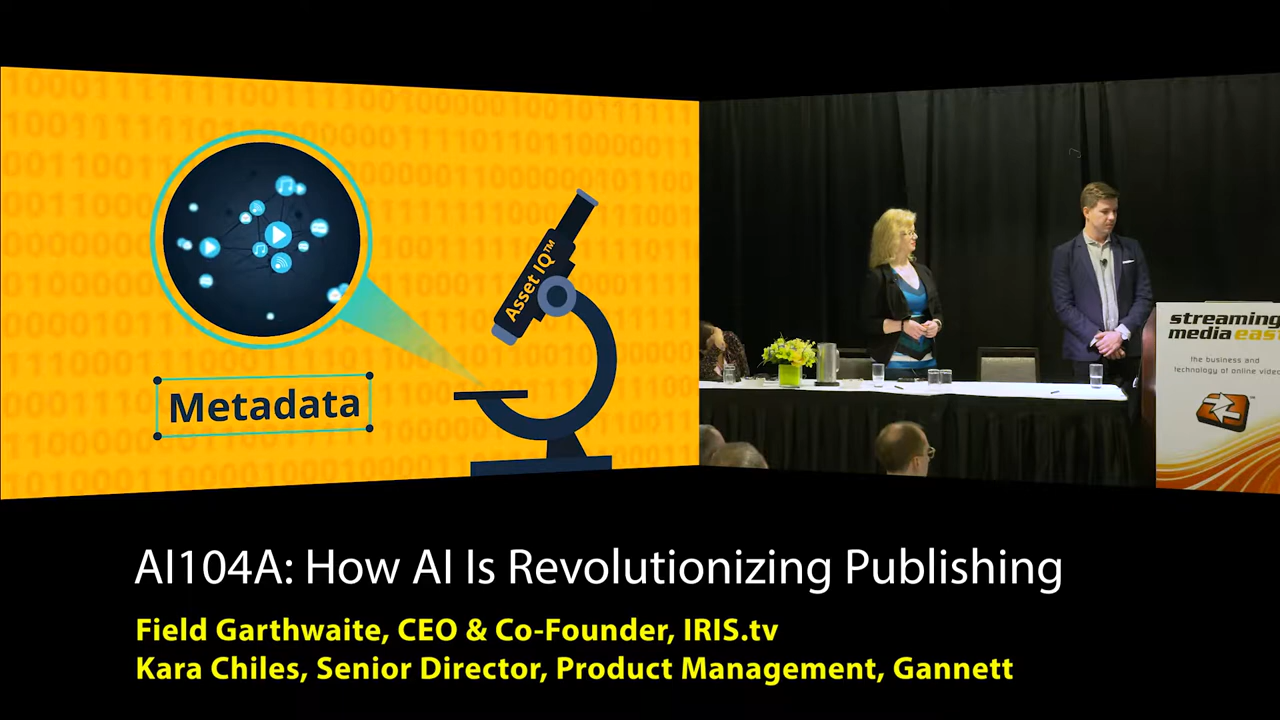 Asset IQ™
Metadata
streaming
media eas
the business and
technology of online video
AI104A: How AI Is Revolutionizing Publishing
Field Garthwaite, CEO & Co-Founder, IRIS.tv
Kara Chiles, Senior Director, Product Management, Gannett